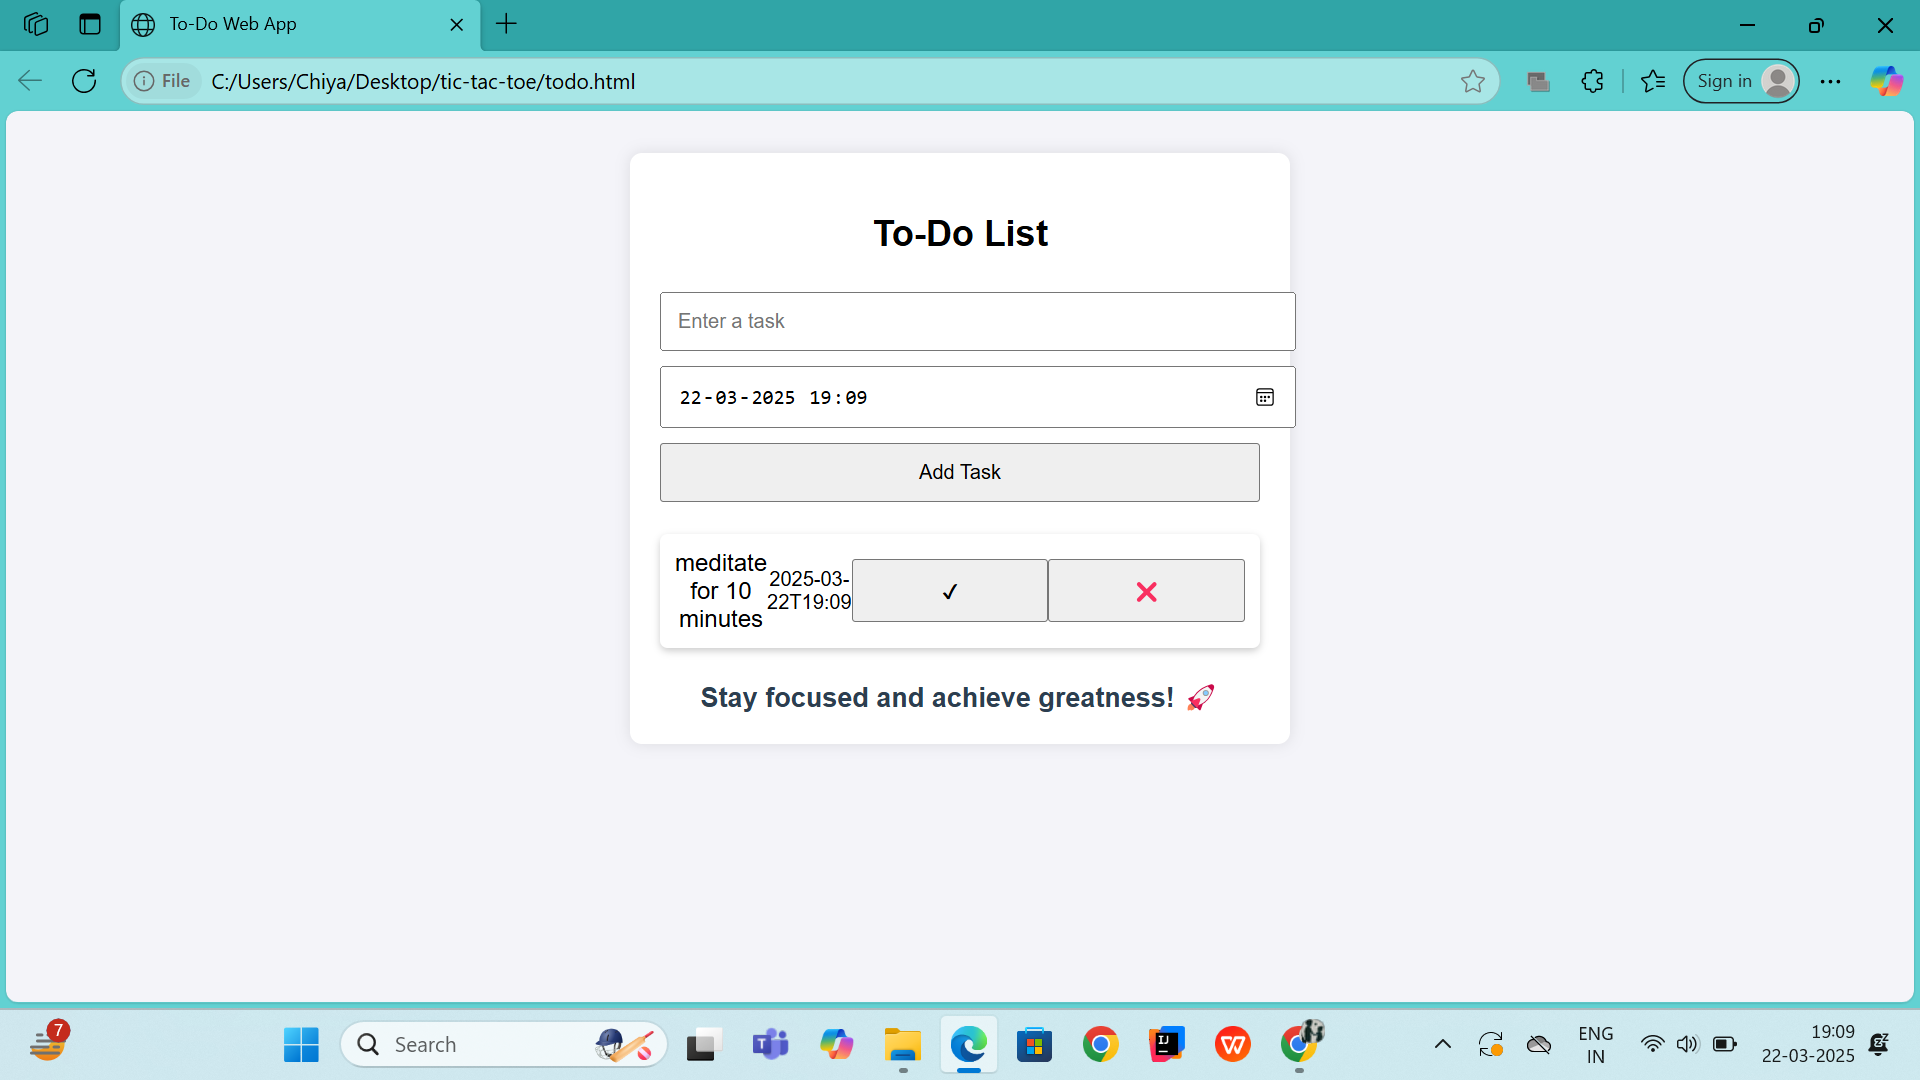 To-Do Web App
File C:/Users/Chiya/Desktop/tic-tac-toe/todo.html
Sign in
To-Do List
Enter a task
22-03-2025 19:09
Add Task
meditate
for 10
minutes
2025-03-
22T19:09
✓ ❌
Stay focused and achieve greatness! 🚀
7
Search
ENG
IN
19:09
22-03-2025